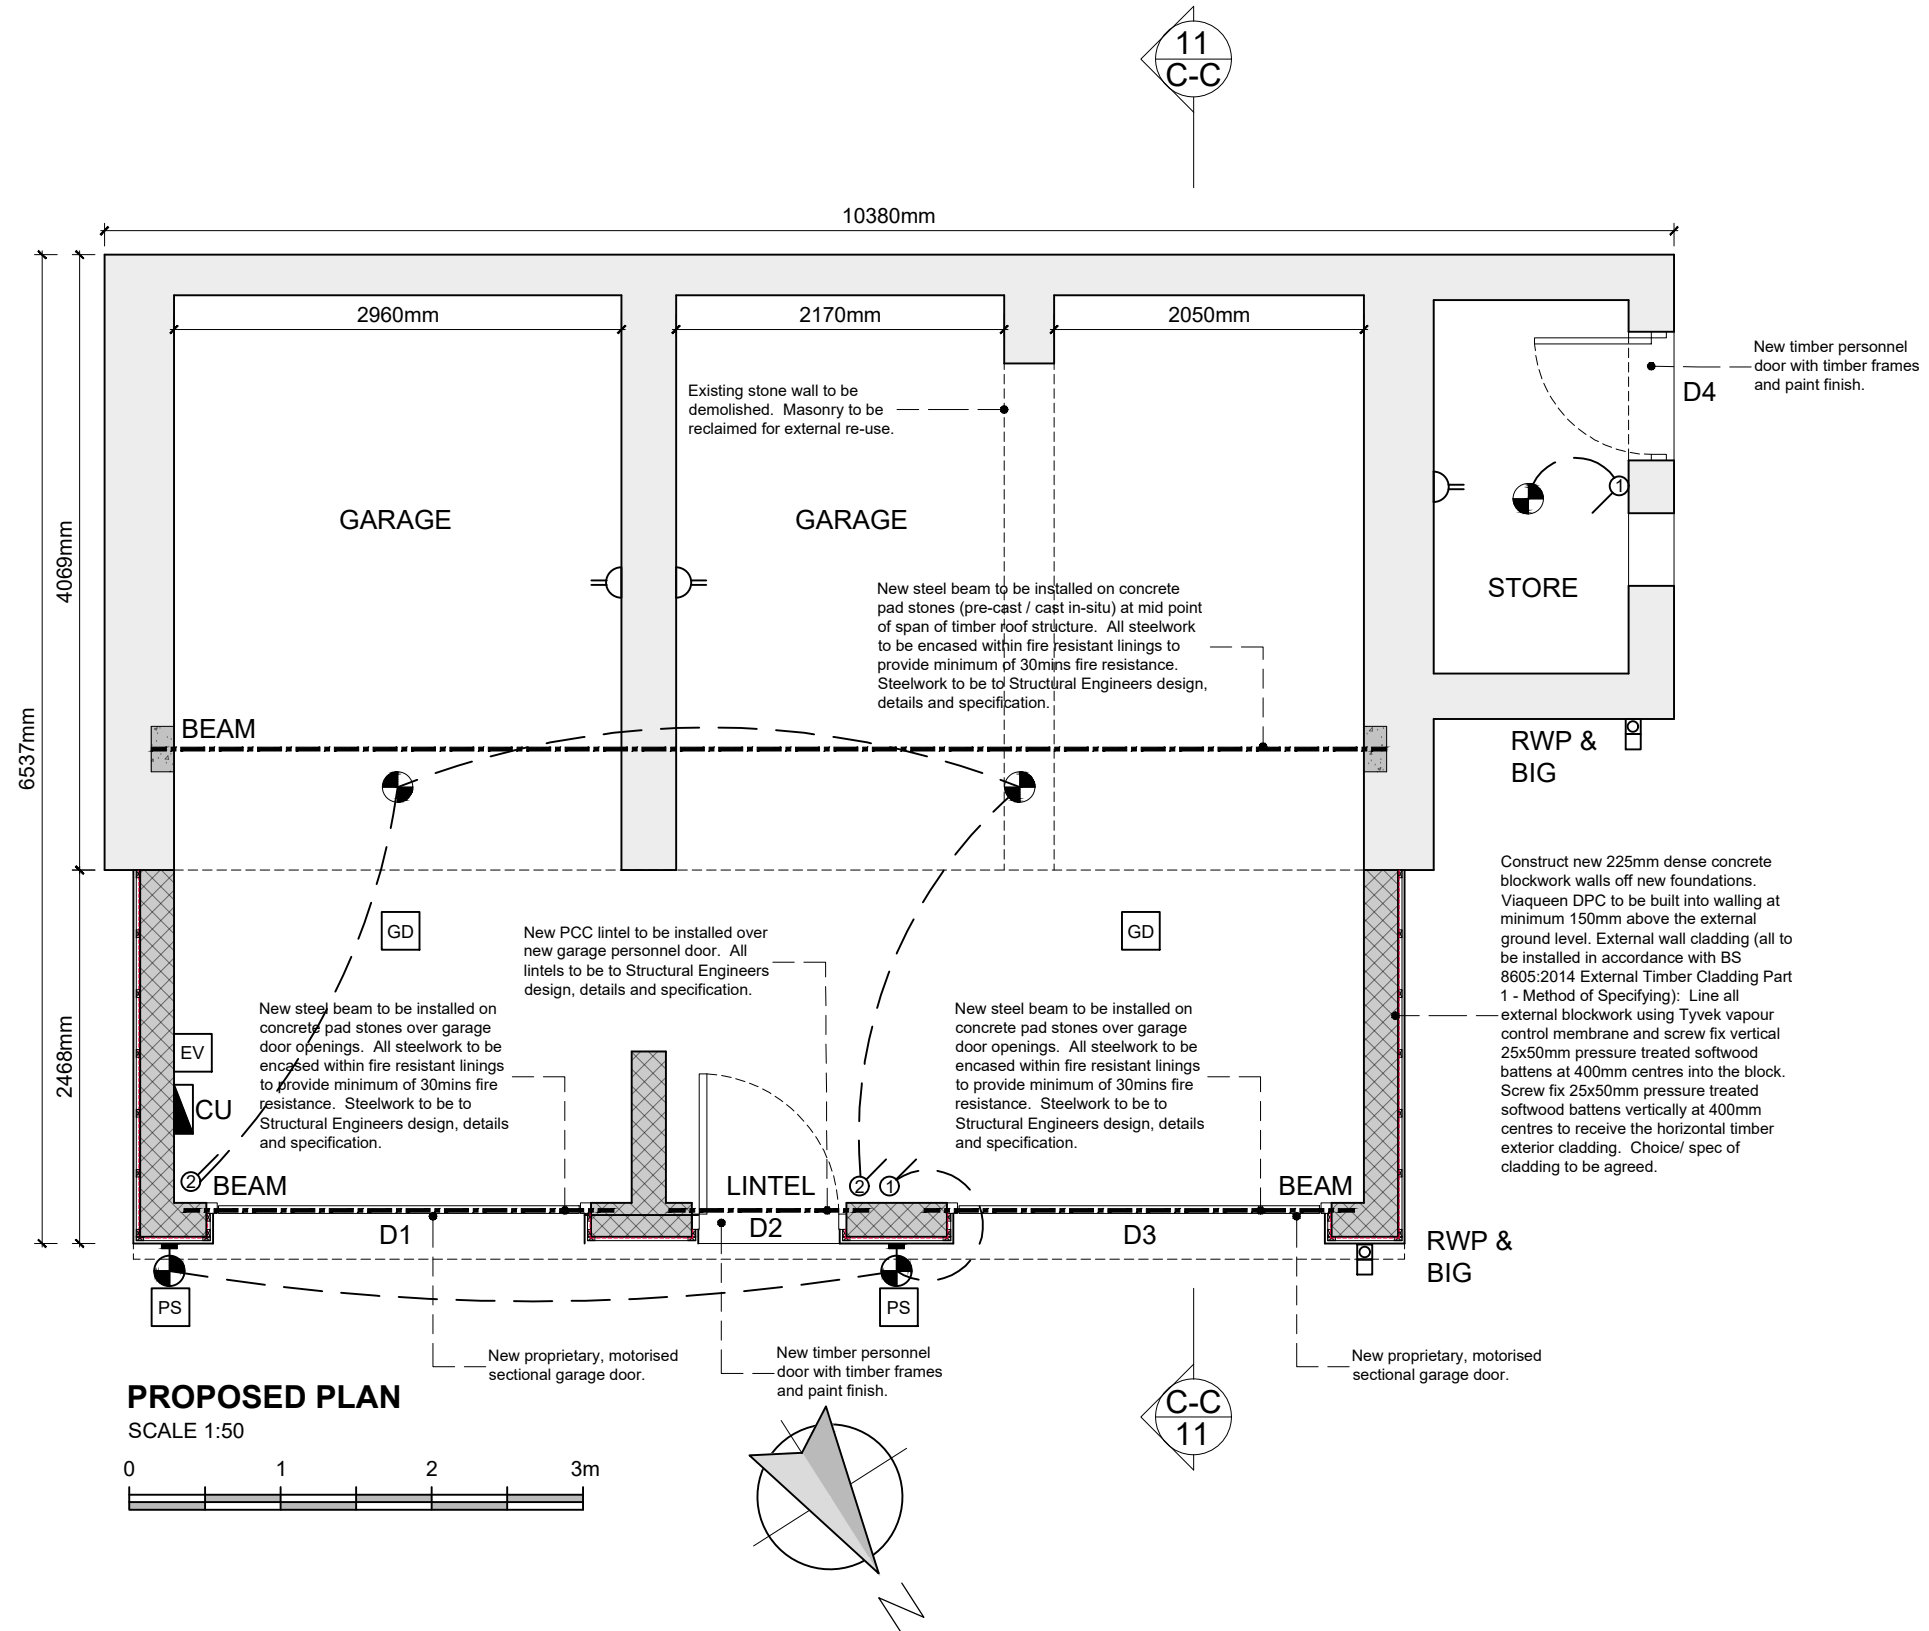 11
C-C
10380mm
2960mm
2170mm
2050mm
New timber personnel
door with timber frames
and paint finish.
D4
Existing stone wall to be
demolished.  Masonry to be
reclaimed for external re-use.
1
GARAGE
GARAGE
4069mm
STORE
New steel beam to be installed on concrete
pad stones (pre-cast / cast in-situ) at mid point
of span of timber roof structure.  All steelwork
to be encased within fire resistant linings to
provide minimum of 30mins fire resistance.
Steelwork to be to Structural Engineers design,
details and specification.
6537mm
BEAM
RWP &
BIG
Construct new 225mm dense concrete
blockwork walls off new foundations.
Viaqueen DPC to be built into walling at
minimum 150mm above the external
ground level. External wall cladding (all to
be installed in accordance with BS
8605:2014 External Timber Cladding Part
1 - Method of Specifying):  Line all
external blockwork using Tyvek vapour
control membrane and screw fix vertical
25x50mm pressure treated softwood
battens at 400mm centres into the block.
Screw fix 25x50mm pressure treated
softwood battens vertically at 400mm
centres to receive the horizontal timber
exterior cladding.  Choice/ spec of
cladding to be agreed.
GD
GD
New PCC lintel to be installed over
new garage personnel door.  All
lintels to be to Structural Engineers
design, details and specification.
2468mm
New steel beam to be installed on
concrete pad stones over garage
door openings.  All steelwork to be
encased within fire resistant linings
to provide minimum of 30mins fire
resistance.  Steelwork to be to
Structural Engineers design, details
and specification.
New steel beam to be installed on
concrete pad stones over garage
door openings.  All steelwork to be
encased within fire resistant linings
to provide minimum of 30mins fire
resistance.  Steelwork to be to
Structural Engineers design, details
and specification.
EV
CU
2
BEAM
LINTEL
2
1
BEAM
D1
D2
D3
RWP &
BIG
PS
PS
New proprietary, motorised
sectional garage door.
New timber personnel
door with timber frames
and paint finish.
New proprietary, motorised
sectional garage door.
PROPOSED PLAN
SCALE 1:50
C-C
11
0 1 2 3m
N